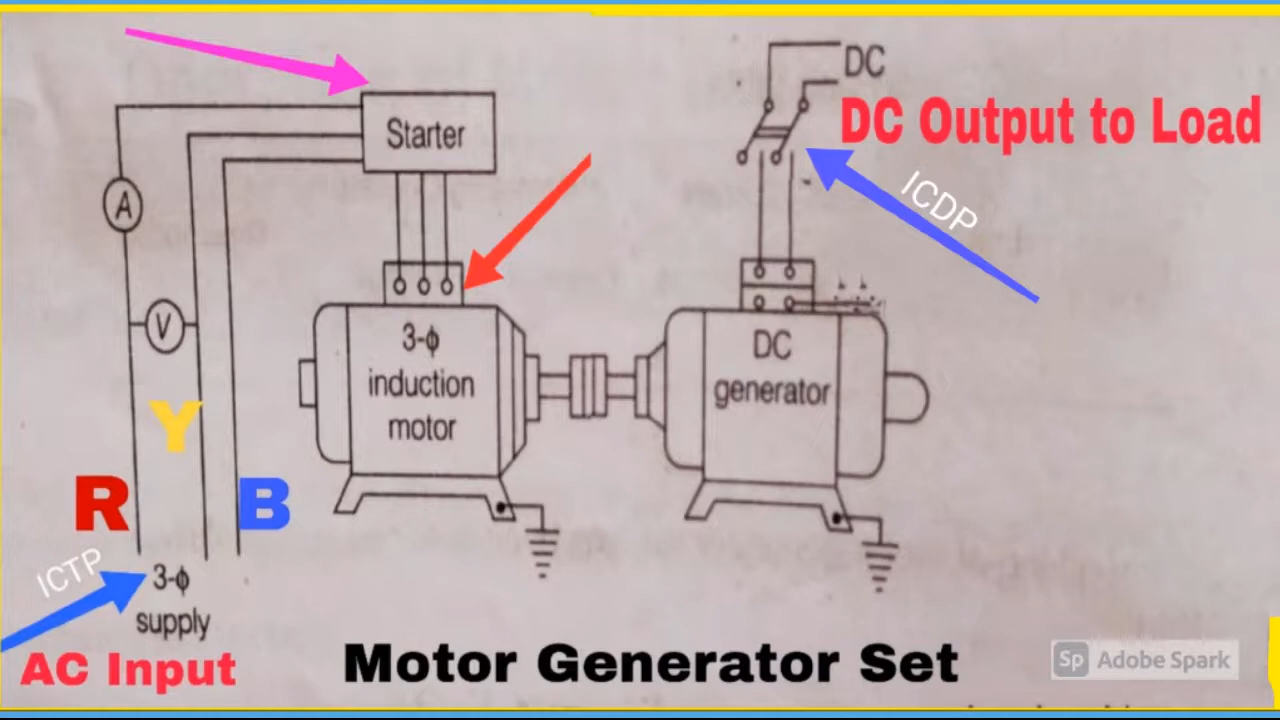 DC
DC Output to Load
Starter
ICDP
A
V
3-ϕ
induction
motor
DC
generator
Y
R
B
ICTP
3-ϕ
supply
AC Input
Motor Generator Set
Sp Adobe Spark